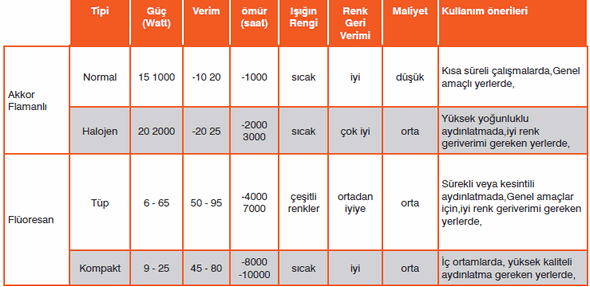 Tipi Güç (Watt) Verim ömür (saat) Işığın Rengi Renk Geri Verimi Maliyet Kullanım önerileri
Akkor Flamanlı
Normal 15 1000 -10 20 -1000 sıcak iyi düşük Kısa süreli çalışmalarda,Genel amaçlı yerlerde,
Halojen 20 2000 -20 25 -2000 3000 sıcak çok iyi orta Yüksek yoğunluklu aydınlatmada,iyi renk geriverimi gereken yerlerde,
Flüoresan
Tüp 6 - 65 50 - 95 -4000 7000 çeşitli renkler ortadan iyiye orta Sürekli veya kesintili aydınlatmada,Genel amaçlar için,iyi renk geriverimi gereken yerlerde,
Kompakt 9 - 25 45 - 80 -8000 -10000 sıcak iyi orta İç ortamlarda, yüksek kaliteli aydınlatma gereken yerlerde,